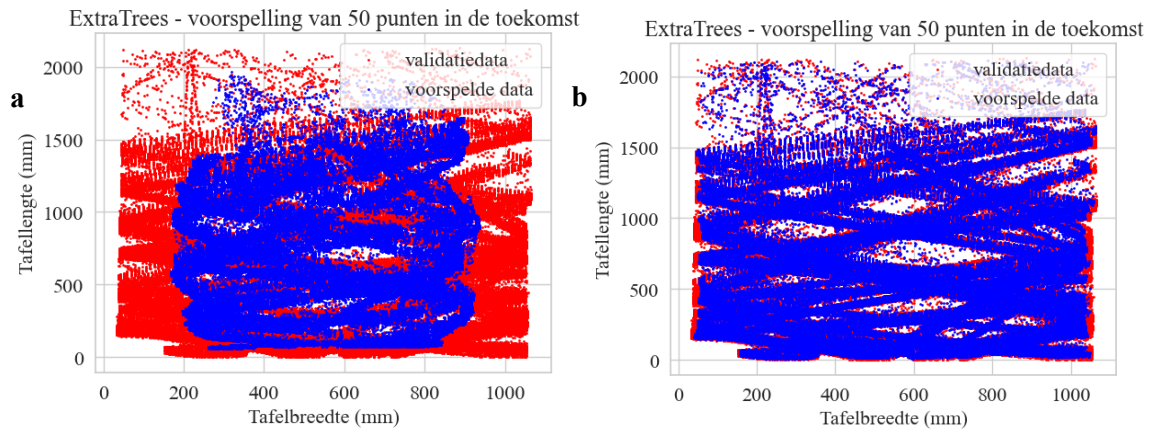 a
ExtraTrees - voorspelling van 50 punten in de toekomst
validatiedata
voorspelde data
2000
1500
1000
500
0
Tafellengte (mm)
0 200 400 600 800 1000
Tafelbreedte (mm)
b
ExtraTrees - voorspelling van 50 punten in de toekomst
validatiedata
voorspelde data
2000
1500
1000
500
0
Tafellengte (mm)
0 200 400 600 800 1000
Tafelbreedte (mm)